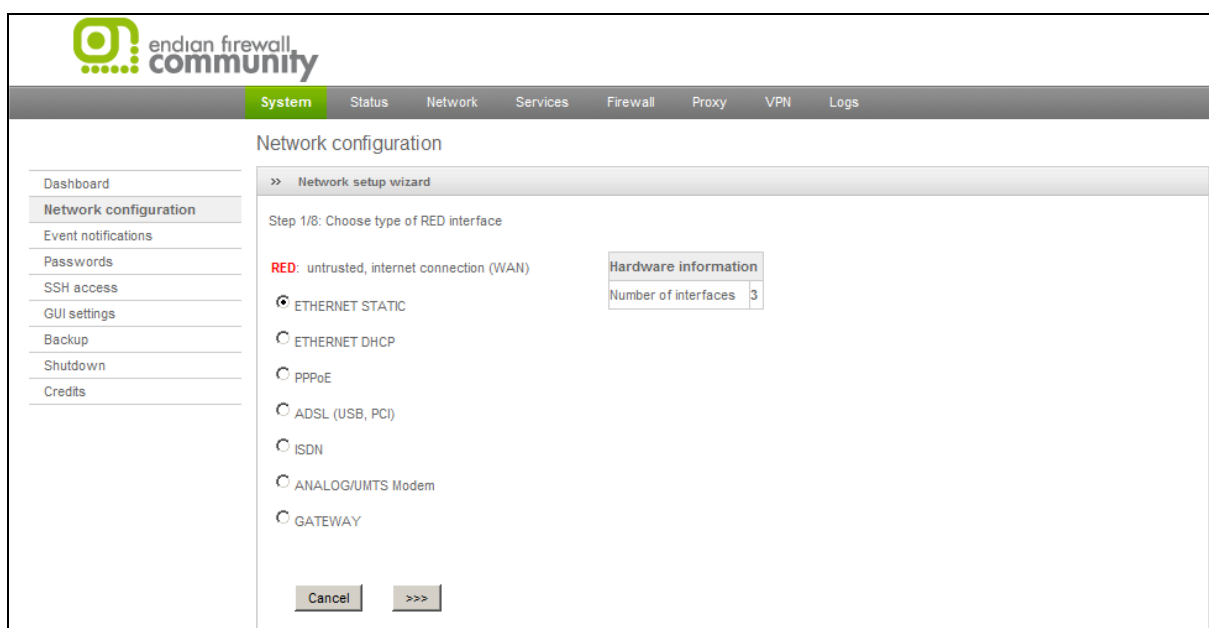 endian firewall
community
System Status Network Services Firewall Proxy VPN Logs
Network configuration
Dashboard
Network configuration
Event notifications
Passwords
SSH access
GUI settings
Backup
Shutdown
Credits
>> Network setup wizard
Step 1/8: Choose type of RED interface
RED: untrusted, internet connection (WAN)
ETHERNET STATIC
ETHERNET DHCP
PPPoE
ADSL (USB, PCI)
ISDN
ANALOG/UMTS Modem
GATEWAY
Hardware information
Number of interfaces 3
Cancel >>>